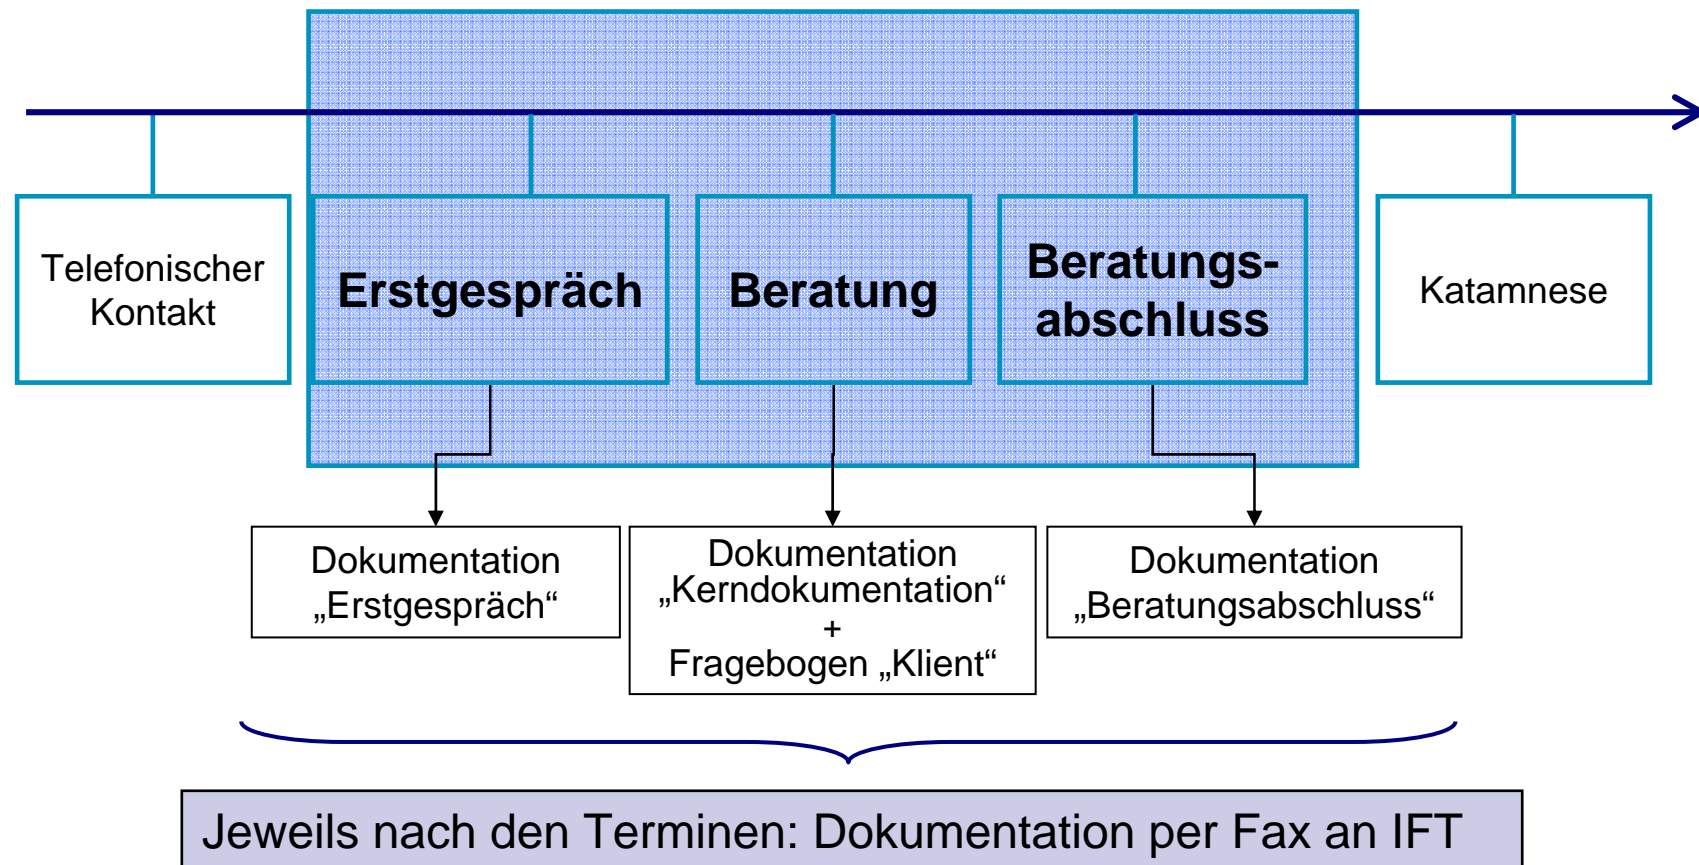 Telefonischer
Kontakt
Erstgespräch
Beratung
Beratungs-
abschluss
Katamnese
Dokumentation
„Erstgespräch“
Dokumentation
„Kerndokumentation“
+
Fragebogen „Klient“
Dokumentation
„Beratungsabschluss“
Jeweils nach den Terminen: Dokumentation per Fax an IFT